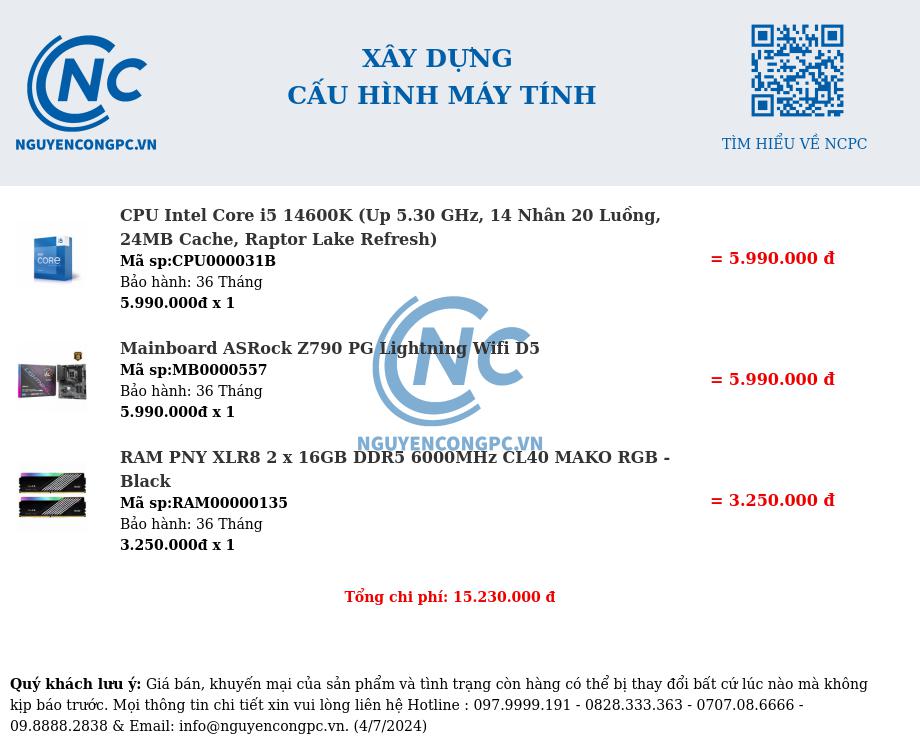 NC
NGUYENCONGPC.VN
XÂY DỰNG
CẤU HÌNH MÁY TÍNH
TÌM HIỂU VỀ NCPC
CPU Intel Core i5 14600K (Up 5.30 GHz, 14 Nhân 20 Luồng,
24MB Cache, Raptor Lake Refresh)
Mã sp:CPU000031B
Bảo hành: 36 Tháng
5.990.000đ x 1
= 5.990.000 đ
CORE
NC
NGUYENCONGPC.VN
Mainboard ASRock Z790 PG Lightning Wifi D5
Mã sp:MB0000557
Bảo hành: 36 Tháng
5.990.000đ x 1
= 5.990.000 đ
RAM PNY XLR8 2 x 16GB DDR5 6000MHz CL40 MAKO RGB -
Black
Mã sp:RAM00000135
Bảo hành: 36 Tháng
3.250.000đ x 1
= 3.250.000 đ
Tổng chi phí: 15.230.000 đ
Quý khách lưu ý: Giá bán, khuyến mại của sản phẩm và tình trạng còn hàng có thể bị thay đổi bất cứ lúc nào mà không
kịp báo trước. Mọi thông tin chi tiết xin vui lòng liên hệ Hotline : 097.9999.191 - 0828.333.363 - 0707.08.6666 -
09.8888.2838 & Email: info@nguyencongpc.vn. (4/7/2024)